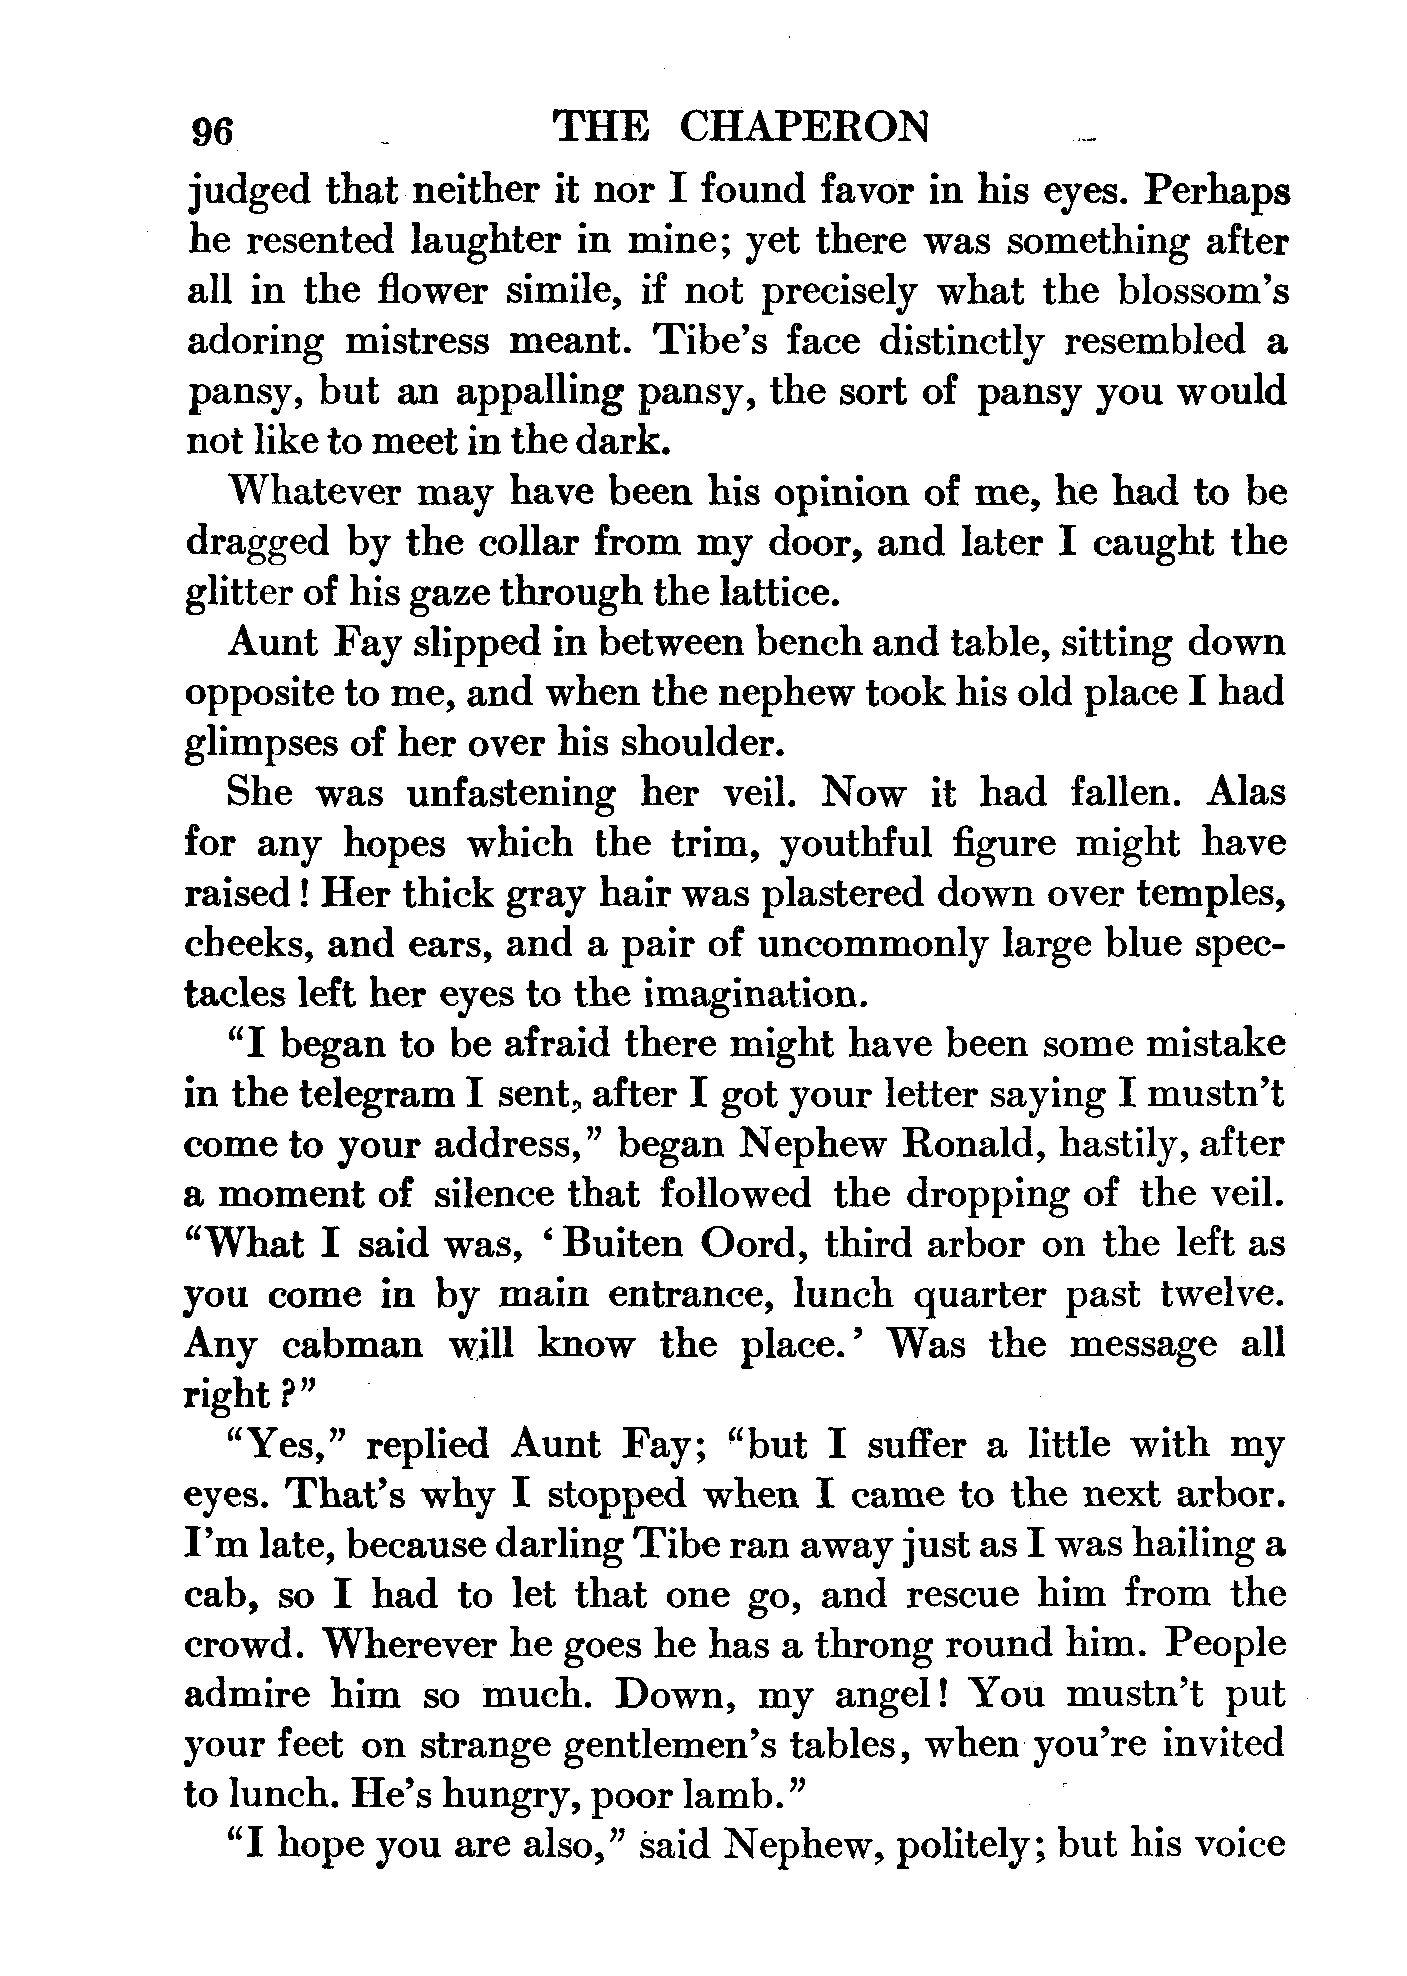 96 THE CHAPERON
judged that neither it nor I found favor in his eyes. Perhaps
he resented laughter in mine; yet there was something after
all in the flower simile, if not precisely what the blossom's
adoring mistress meant. Tibe's face distinctly resembled a
pansy, but an appalling pansy, the sort of pansy you would
not like to meet in the dark.
Whatever may have been his opinion of me, he had to be
dragged by the collar from my door, and later I caught the
glitter of his gaze through the lattice.
Aunt Fay slipped in between bench and table, sitting down
opposite to me, and when the nephew took his old place I had
glimpses of her over his shoulder.
She was unfastening her veil. Now it had fallen. Alas
for any hopes which the trim, youthful figure might have
raised! Her thick gray hair was plastered down over temples,
cheeks, and ears, and a pair of uncommonly large blue spec-
tacles left her eyes to the imagination.
"I began to be afraid there might have been some mistake
in the telegram I sent, after I got your letter saying I mustn't
come to your address," began Nephew Ronald, hastily, after
a moment of silence that followed the dropping of the veil.
"What I said was, 'Buiten Oord, third arbor on the left as
you come in by main entrance, lunch quarter past twelve.
Any cabman will know the place.' Was the message all
right?"
"Yes," replied Aunt Fay; "but I suffer a little with my
eyes. That's why I stopped when I came to the next arbor.
I'm late, because darling Tibe ran away just as I was hailing a
cab, so I had to let that one go, and rescue him from the
crowd. Wherever he goes he has a throng round him. People
admire him so much. Down, my angel! You mustn't put
your feet on strange gentlemen's tables, when you're invited
to lunch. He's hungry, poor lamb."
"I hope you are also," said Nephew, politely; but his voice